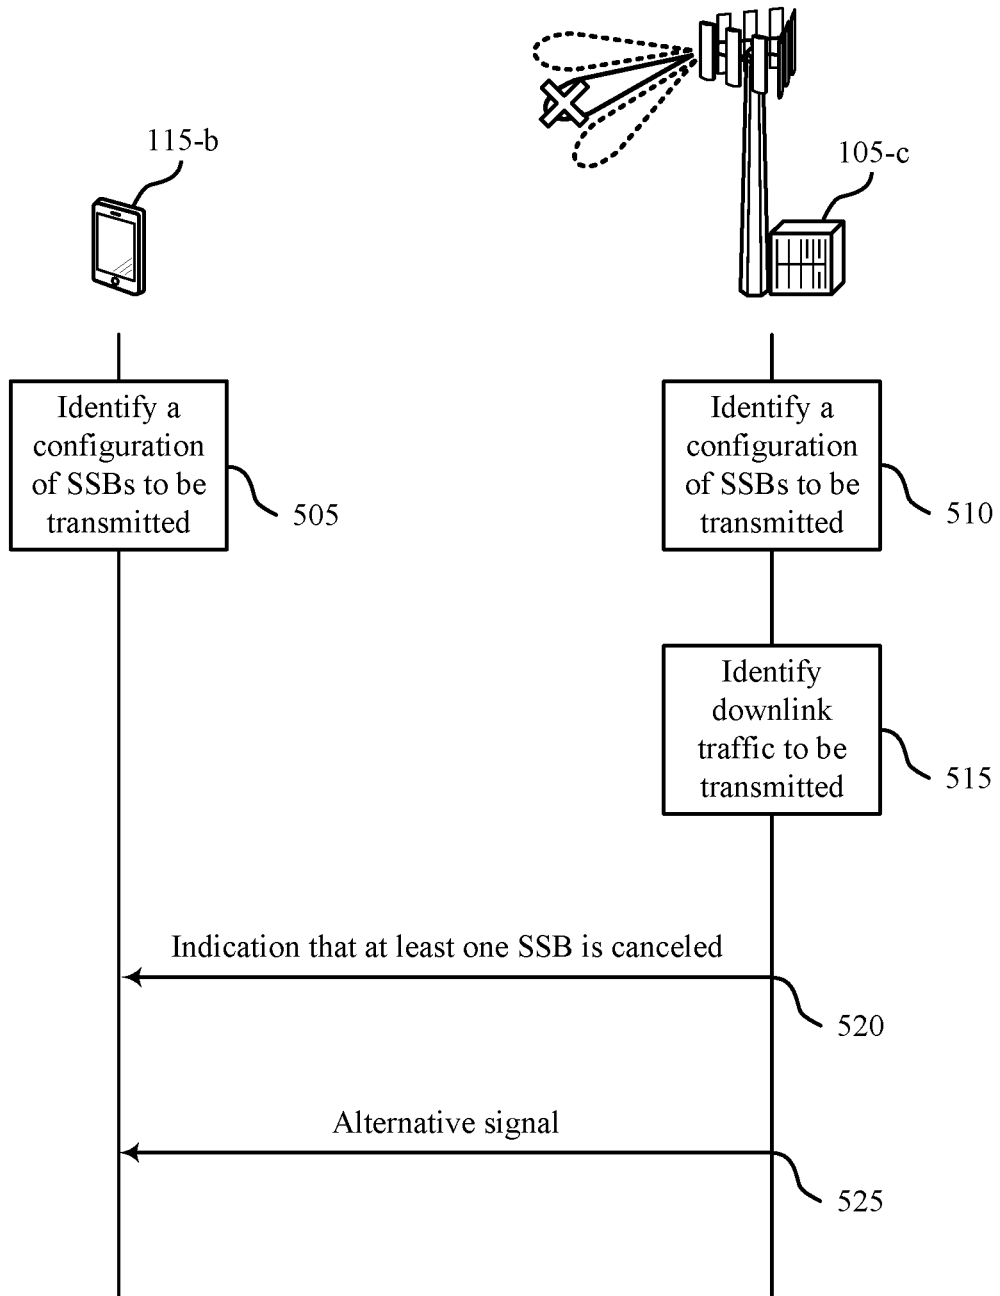 115-b
105-c
Identify a
configuration
of SSBs to be
transmitted
505
Identify a
configuration
of SSBs to be
transmitted
510
Identify
downlink
traffic to be
transmitted
515
Indication that at least one SSB is canceled
520
Alternative signal
525